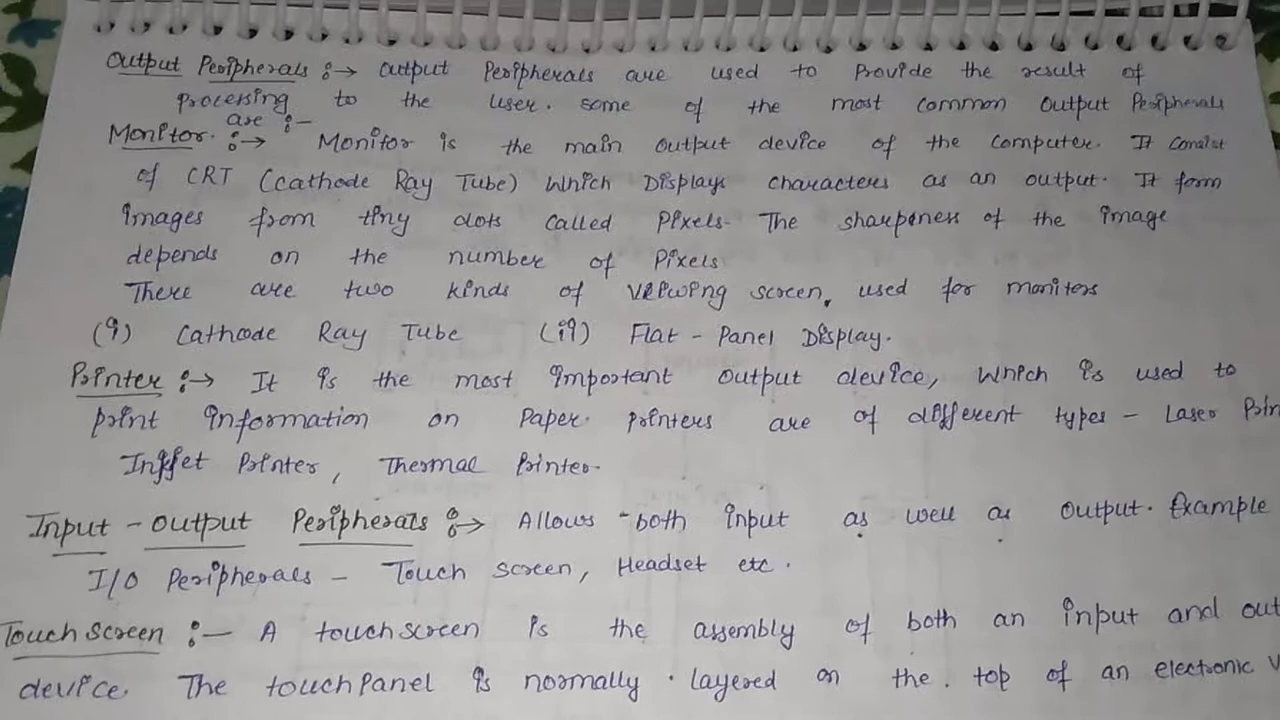 Output Peripherals :→ Output Peripherals are used to Provide the result of
Processing to the user. some of the most common output Peripherals
are :-
Monitor. :→ Monitor is the main output device of the computer. It consist
of CRT (Cathode Ray Tube) which Displays characters as an output. It form
images from tiny dots called Pixels. The sharpeness of the image
depends on the number of Pixels
There are two kinds of viewing screen, used for monitors
(i) Cathode Ray Tube (ii) Flat - Panel Display.
Printer :→ It is the most important output device, which is used to
print information on Paper. printers are of different types - Laser Prin
Inkjet Printer, Thermal Printer.
Input - output Peripherals :→ Allows - both input as well as output. Example
I/O Peripherals - Touch screen, Headset etc.
Touch screen :- A touch screen is the assembly of both an input and out
device. The touch Panel is normally layered on the top of an electronic